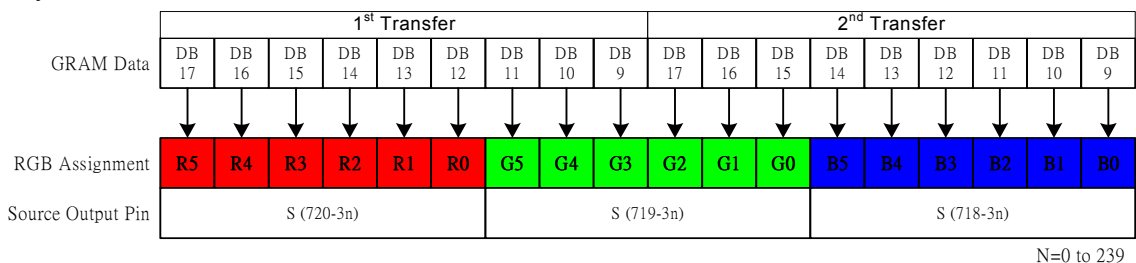 1st Transfer 2nd Transfer
GRAM Data DB 17 DB 16 DB 15 DB 14 DB 13 DB 12 DB 11 DB 10 DB 9 DB 17 DB 16 DB 15 DB 14 DB 13 DB 12 DB 11 DB 10 DB 9
RGB Assignment R5 R4 R3 R2 R1 R0 G5 G4 G3 G2 G1 G0 B5 B4 B3 B2 B1 B0
Source Output Pin S (720-3n) S (719-3n) S (718-3n)
N=0 to 239